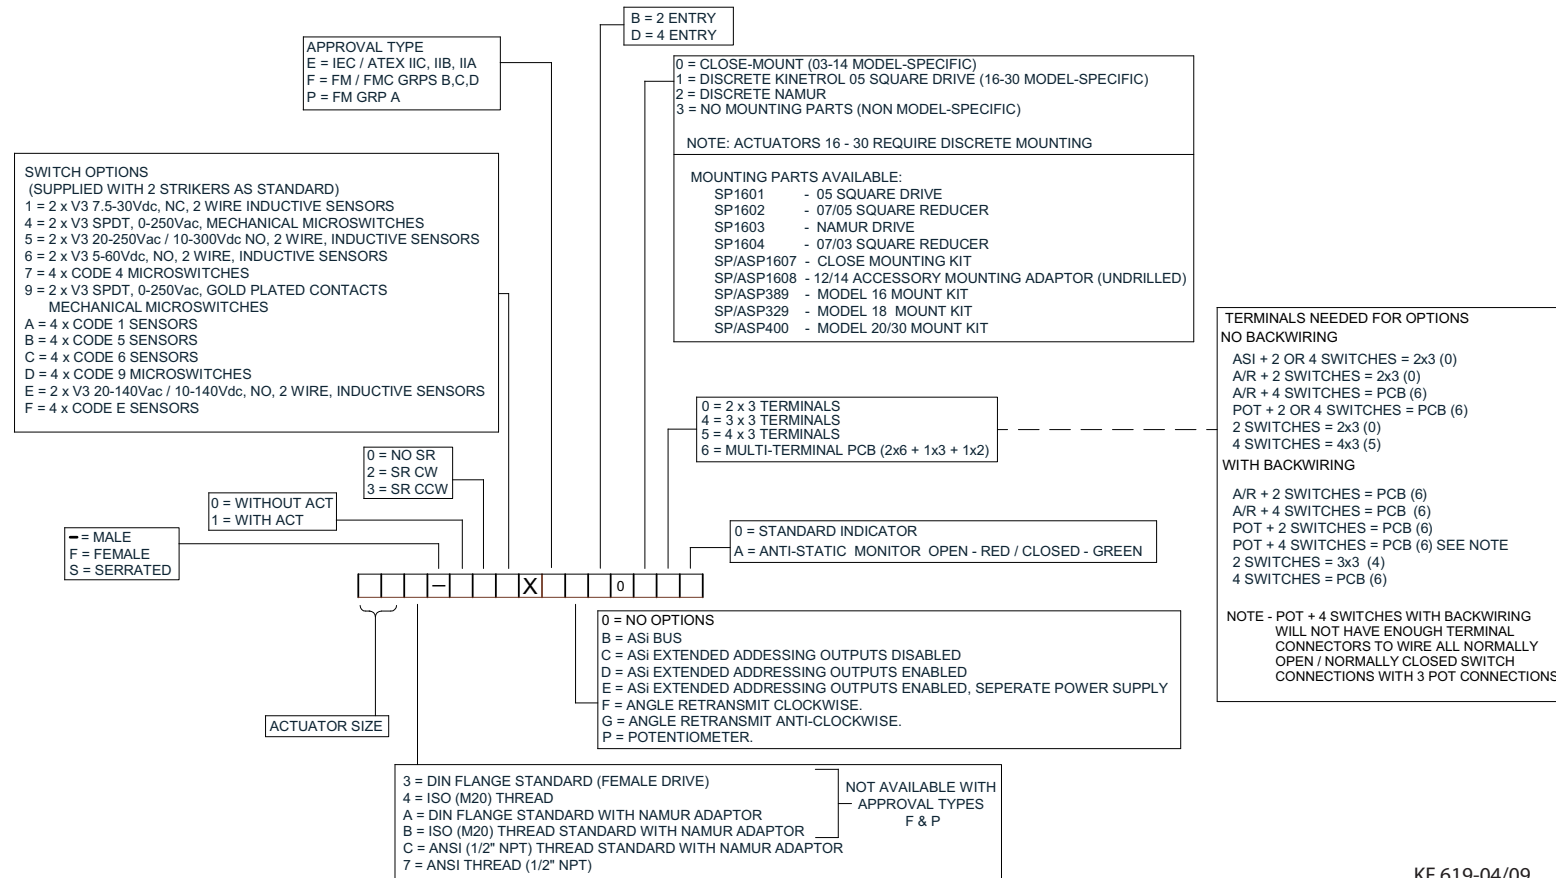 B = 2 ENTRY
D = 4 ENTRY
APPROVAL TYPE
E = IEC / ATEX IIC, IIB, IIA
F = FM / FMC GRPS B,C,D
P = FM GRP A
0 = CLOSE-MOUNT (03-14 MODEL-SPECIFIC)
1 = DISCRETE KINETROL 05 SQUARE DRIVE (16-30 MODEL-SPECIFIC)
2 = DISCRETE NAMUR
3 = NO MOUNTING PARTS (NON MODEL-SPECIFIC)
NOTE: ACTUATORS 16 - 30 REQUIRE DISCRETE MOUNTING
MOUNTING PARTS AVAILABLE:
SP1601 - 05 SQUARE DRIVE
SP1602 - 07/05 SQUARE REDUCER
SP1603 - NAMUR DRIVE
SP1604 - 07/03 SQUARE REDUCER
SP/ASP1607 - CLOSE MOUNTING KIT
SP/ASP1608 - 12/14 ACCESSORY MOUNTING ADAPTOR (UNDRILLED)
SP/ASP389 - MODEL 16 MOUNT KIT
SP/ASP329 - MODEL 18 MOUNT KIT
SP/ASP400 - MODEL 20/30 MOUNT KIT
SWITCH OPTIONS
(SUPPLIED WITH 2 STRIKERS AS STANDARD)
1 = 2 x V3 7.5-30Vdc, NC, 2 WIRE INDUCTIVE SENSORS
4 = 2 x V3 SPDT, 0-250Vac, MECHANICAL MICROSWITCHES
5 = 2 x V3 20-250Vac / 10-300Vdc NO, 2 WIRE, INDUCTIVE SENSORS
6 = 2 x V3 5-60Vdc, NO, 2 WIRE, INDUCTIVE SENSORS
7 = 4 x CODE 4 MICROSWITCHES
9 = 2 x V3 SPDT, 0-250Vac, GOLD PLATED CONTACTS
MECHANICAL MICROSWITCHES
A = 4 x CODE 1 SENSORS
B = 4 x CODE 5 SENSORS
C = 4 x CODE 6 SENSORS
D = 4 x CODE 9 MICROSWITCHES
E = 2 x V3 20-140Vac / 10-140Vdc, NO, 2 WIRE, INDUCTIVE SENSORS
F = 4 x CODE E SENSORS
TERMINALS NEEDED FOR OPTIONS
NO BACKWIRING
ASI + 2 OR 4 SWITCHES = 2x3 (0)
A/R + 2 SWITCHES = 2x3 (0)
A/R + 4 SWITCHES = PCB (6)
POT + 2 OR 4 SWITCHES = PCB (6)
2 SWITCHES = 2x3 (0)
4 SWITCHES = 4x3 (5)
WITH BACKWIRING
A/R + 2 SWITCHES = PCB (6)
A/R + 4 SWITCHES = PCB (6)
POT + 2 SWITCHES = PCB (6)
POT + 4 SWITCHES = PCB (6) SEE NOTE
2 SWITCHES = 3x3 (4)
4 SWITCHES = PCB (6)
NOTE - POT + 4 SWITCHES WITH BACKWIRING
WILL NOT HAVE ENOUGH TERMINAL
CONNECTORS TO WIRE ALL NORMALLY
OPEN / NORMALLY CLOSED SWITCH
CONNECTIONS WITH 3 POT CONNECTIONS
0 = 2 x 3 TERMINALS
4 = 3 x 3 TERMINALS
5 = 4 x 3 TERMINALS
6 = MULTI-TERMINAL PCB (2x6 + 1x3 + 1x2)
0 = NO SR
2 = SR CW
3 = SR CCW
0 = WITHOUT ACT
1 = WITH ACT
– = MALE
F = FEMALE
S = SERRATED
0 = STANDARD INDICATOR
A = ANTI-STATIC MONITOR OPEN - RED / CLOSED - GREEN
– X 0
0 = NO OPTIONS
B = ASi BUS
C = ASi EXTENDED ADDESSING OUTPUTS DISABLED
D = ASi EXTENDED ADDRESSING OUTPUTS ENABLED
E = ASi EXTENDED ADDRESSING OUTPUTS ENABLED, SEPERATE POWER SUPPLY
F = ANGLE RETRANSMIT CLOCKWISE.
G = ANGLE RETRANSMIT ANTI-CLOCKWISE.
P = POTENTIOMETER.
ACTUATOR SIZE
3 = DIN FLANGE STANDARD (FEMALE DRIVE)
4 = ISO (M20) THREAD
A = DIN FLANGE STANDARD WITH NAMUR ADAPTOR
B = ISO (M20) THREAD STANDARD WITH NAMUR ADAPTOR
C = ANSI (1/2" NPT) THREAD STANDARD WITH NAMUR ADAPTOR
7 = ANSI THREAD (1/2" NPT)
NOT AVAILABLE WITH
APPROVAL TYPES
F & P
KF 619-04/09